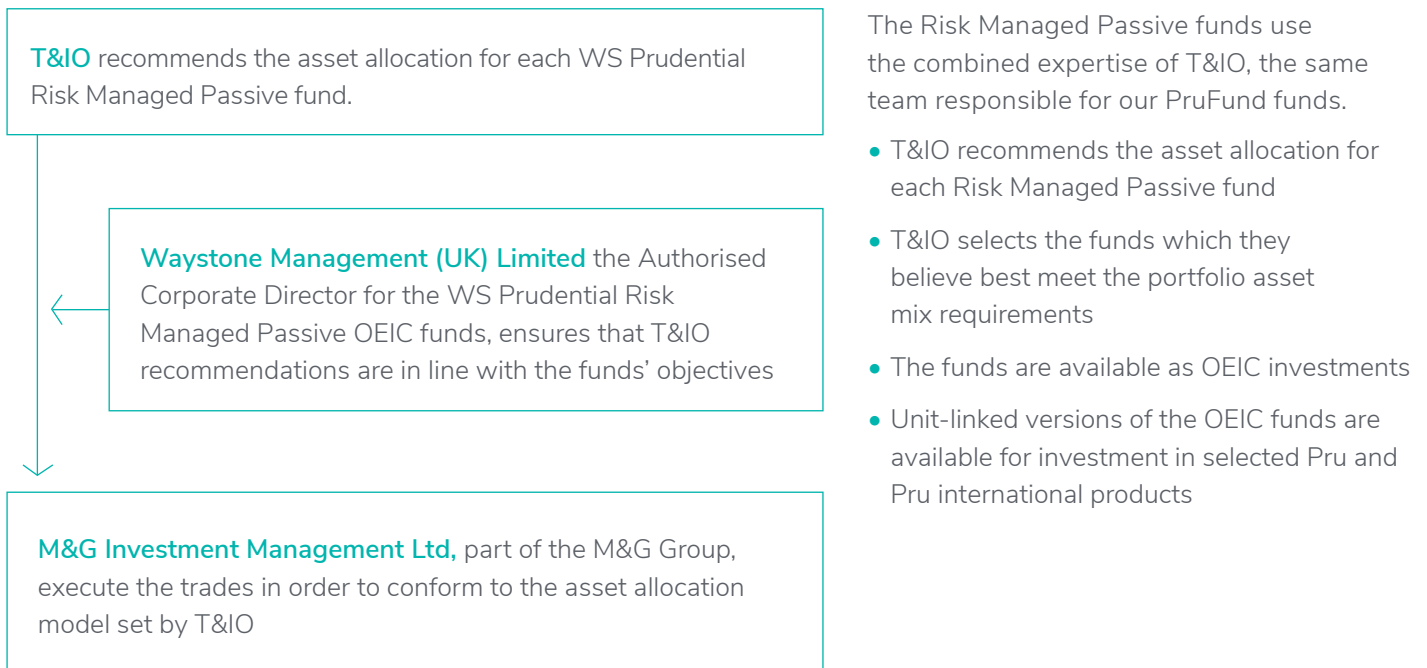 T&IO recommends the asset allocation for each WS Prudential
Risk Managed Passive fund.
Waystone Management (UK) Limited the Authorised
Corporate Director for the WS Prudential Risk
Managed Passive OEIC funds, ensures that T&IO
recommendations are in line with the funds’ objectives
M&G Investment Management Ltd, part of the M&G Group,
execute the trades in order to conform to the asset allocation
model set by T&IO
The Risk Managed Passive funds use
the combined expertise of T&IO, the same
team responsible for our PruFund funds.
• T&IO recommends the asset allocation for
each Risk Managed Passive fund
• T&IO selects the funds which they
believe best meet the portfolio asset
mix requirements
• The funds are available as OEIC investments
• Unit-linked versions of the OEIC funds are
available for investment in selected Pru and
Pru international products